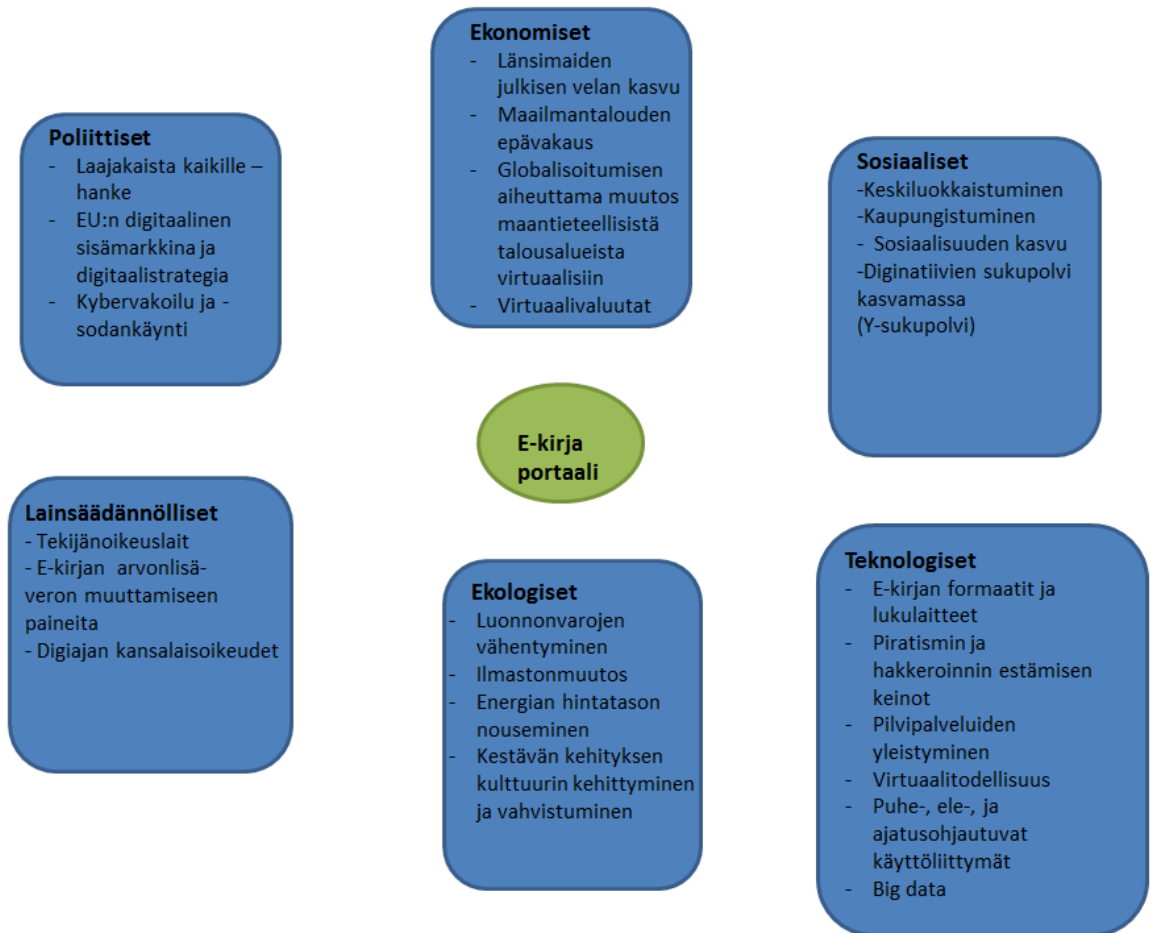 Ekonomiset
- Länsimaiden
julkisen velan kasvu
- Maailmantalouden
epävakaus
- Globalisoitumisen
aiheuttama muutos
maantieteellisistä
talousalueista
virtuaalisiin
- Virtuaalivaluutat
Poliittiset
- Laajakaista kaikille –
hanke
- EU:n digitaalinen
sisämarkkina ja
digitaalistrategia
- Kybervakoilu ja -
sodankäynti
Sosiaaliset
-Keskiluokkaistuminen
-Kaupungistuminen
- Sosiaalisuuden kasvu
-Diginatiivien sukupolvi
kasvamassa
(Y-sukupolvi)
E-kirja
portaali
Lainsäädännölliset
- Tekijänoikeuslait
- E-kirjan arvonlisä-
veron muuttamiseen
paineita
- Digiajan kansalaisoikeudet
Ekologiset
- Luonnonvarojen
vähentyminen
- Ilmastonmuutos
- Energian hintatason
nouseminen
- Kestävän kehityksen
kulttuurin kehittyminen
ja vahvistuminen
Teknologiset
- E-kirjan formaatit ja
lukulaitteet
- Piratismin ja
hakkeroinnin estämisen
keinot
- Pilvipalveluiden
yleistyminen
- Virtuaalitodellisuus
- Puhe-, ele-, ja
ajatusohjautuvat
käyttöliittymät
- Big data